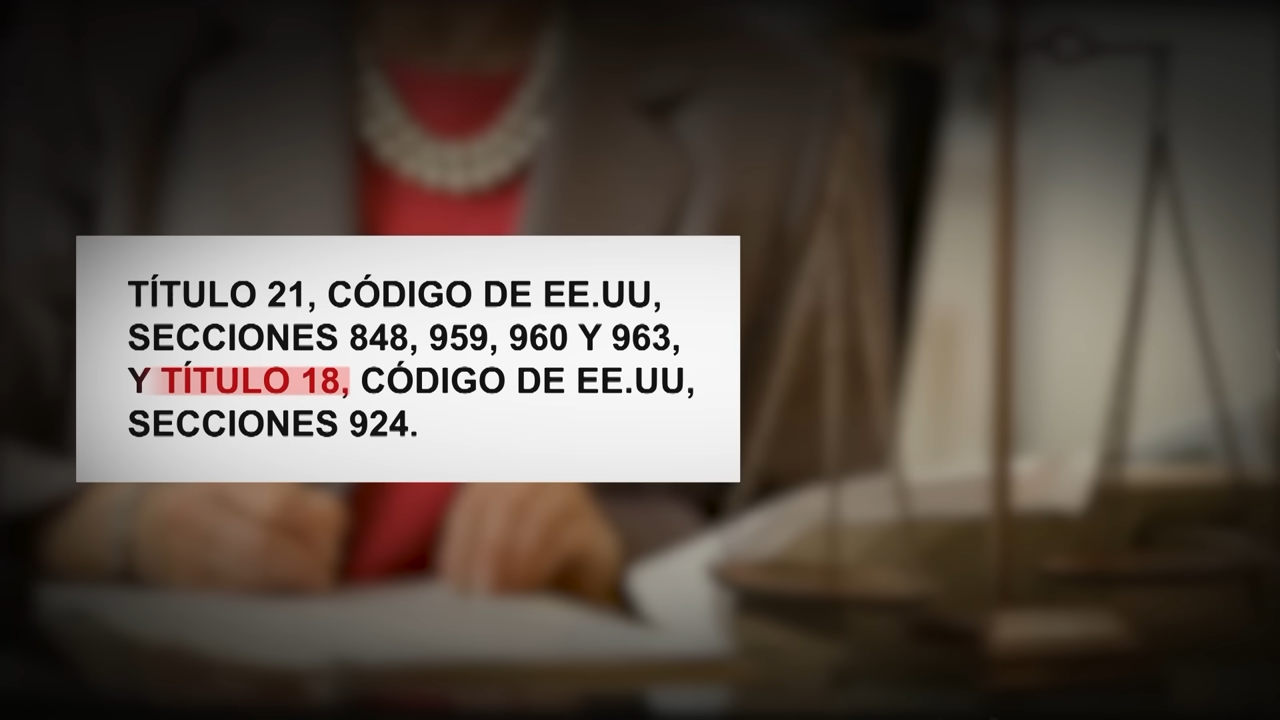 TÍTULO 21, CÓDIGO DE EE.UU,
SECCIONES 848, 959, 960 Y 963,
Y TÍTULO 18, CÓDIGO DE EE.UU,
SECCIONES 924.